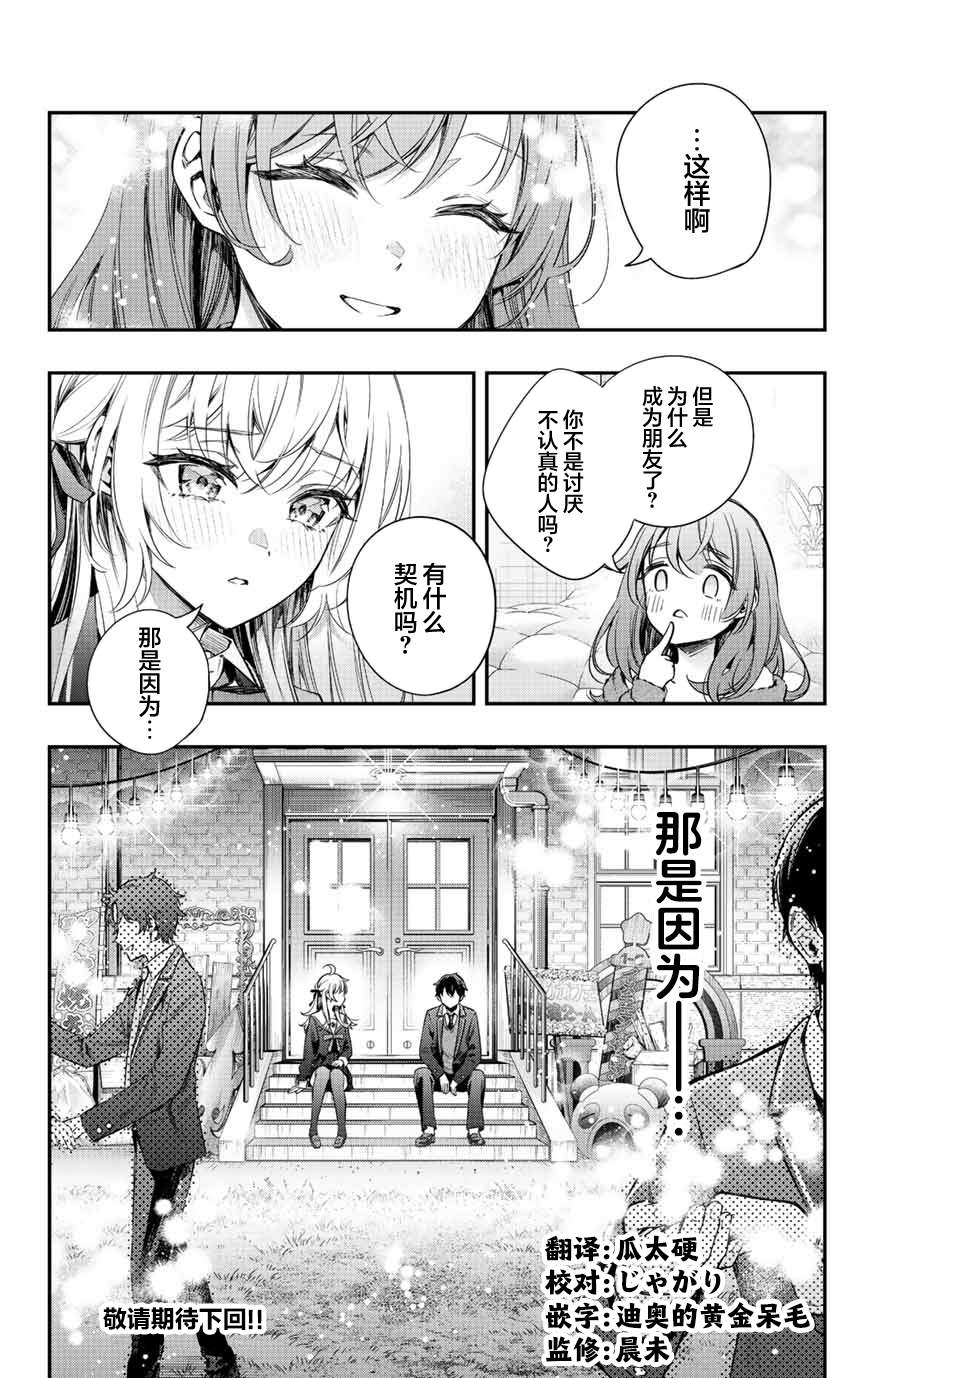 …这样啊
但是
为什么
成为朋友了？
你不是讨厌
不认真的人吗？
有什么
契机吗？
那是因为…
那是因为——…
翻译:瓜太硬
校对:じゃがり
嵌字:迪奥的黄金呆毛
监修:晨未
敬请期待下回!!